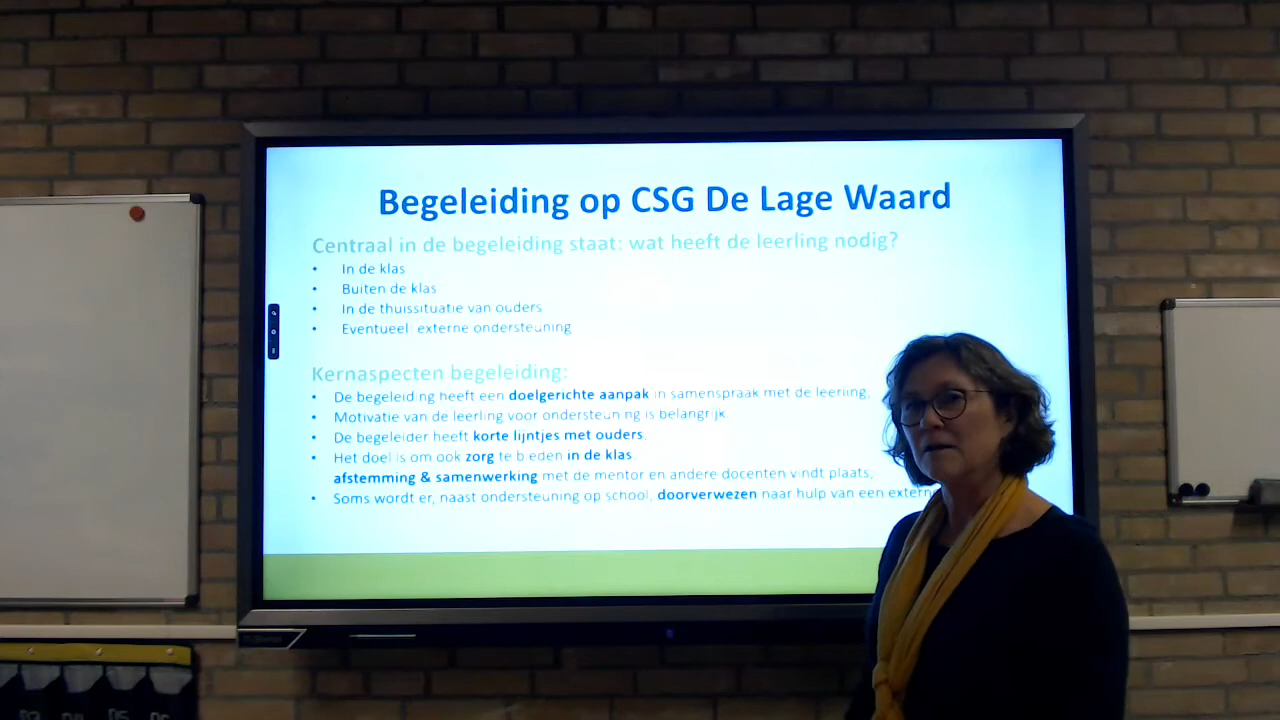 Begeleiding op CSG De Lage Waard
Centraal in de begeleiding staat: wat heeft de leerling nodig?
• In de klas
• Buiten de klas
• In de thuissituatie van ouders
• Eventueel externe ondersteuning
Kernaspecten begeleiding:
• De begeleiding heeft een doelgerichte aanpak in samenspraak met de leerling;
• Motivatie van de leerling voor ondersteuning is belangrijk.
• De begeleider heeft korte lijntjes met ouders.
• Het doel is om ook zorg te bieden in de klas.
afstemming & samenwerking met de mentor en andere docenten vindt plaats;
• Soms wordt er, naast ondersteuning op school, doorverwezen naar hulp van een extern